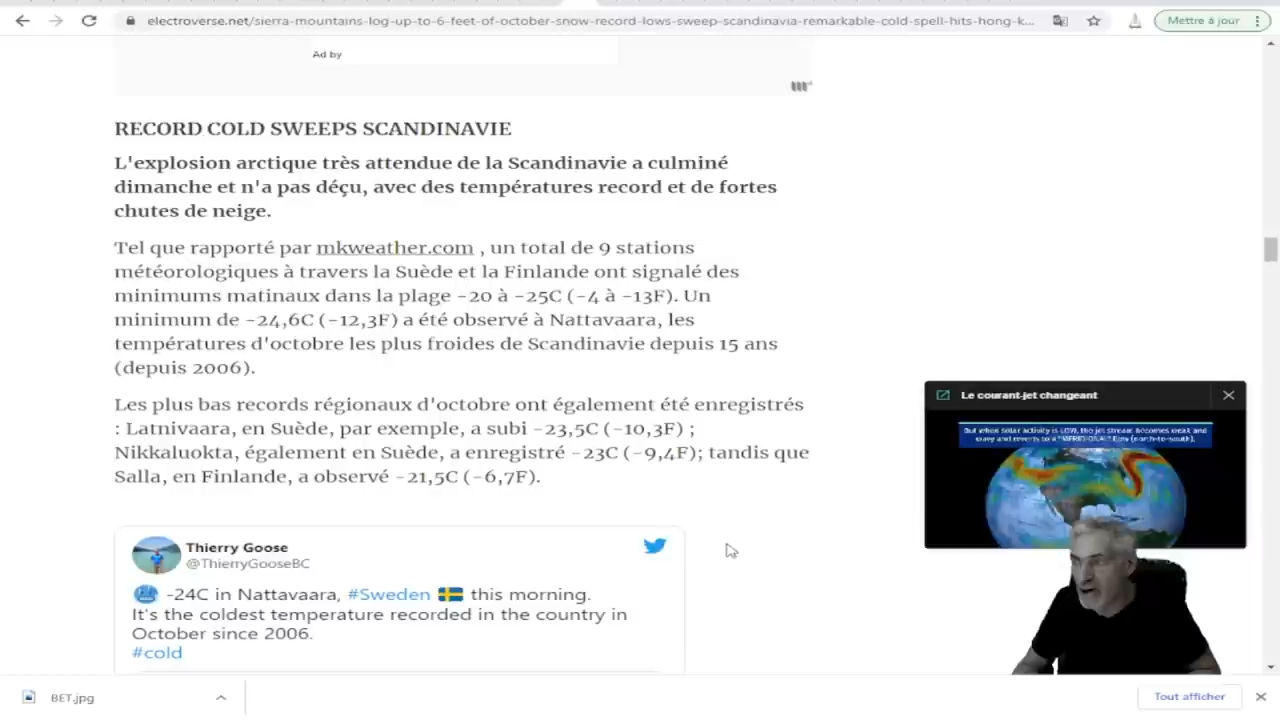 electroverse.net/sierra-mountains-log-up-to-6-feet-of-october-snow-record-lows-sweep-scandinavia-remarkable-cold-spell-hits-hong-k...
Mettre à jour
Ad by
RECORD COLD SWEEPS SCANDINAVIE
L'explosion arctique très attendue de la Scandinavie a culminé
dimanche et n'a pas déçu, avec des températures record et de fortes
chutes de neige.
Tel que rapporté par mkweather.com , un total de 9 stations
météorologiques à travers la Suède et la Finlande ont signalé des
minimums matinaux dans la plage -20 à -25C (-4 à -13F). Un
minimum de -24,6C (-12,3F) a été observé à Nattavaara, les
températures d'octobre les plus froides de Scandinavie depuis 15 ans
(depuis 2006).
Les plus bas records régionaux d'octobre ont également été enregistrés
: Latnivaara, en Suède, par exemple, a subi -23,5C (-10,3F) ;
Nikkaluokta, également en Suède, a enregistré -23C (-9,4F); tandis que
Salla, en Finlande, a observé -21,5C (-6,7F).
Le courant-jet changeant
But when solar activity is LOW, the jet stream becomes weak and
wavy and reverts to a "MERIDIONAL" flow (north-to-south).
Thierry Goose
@ThierryGooseBC
-24C in Nattavaara, #Sweden this morning.
It's the coldest temperature recorded in the country in
October since 2006.
#cold
BET.jpg
Tout afficher